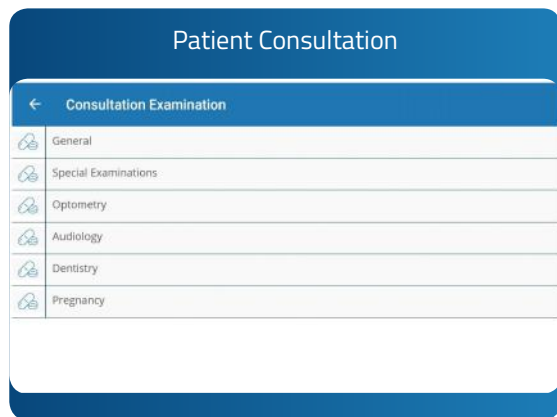 Patient Consultation
Consultation Examination
General
Special Examinations
Optometry
Audiology
Dentistry
Pregnancy